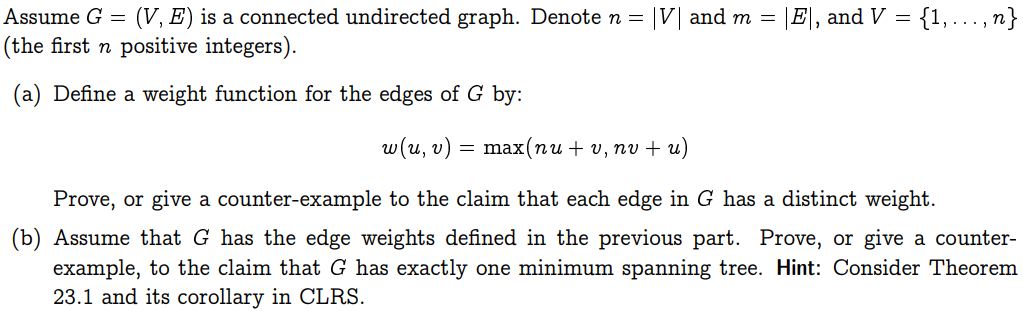 Assume G = (V, E) is a connected undirected graph. Denote n = |V| and m = |E|, and V = {1, . . . , n}
(the first n positive integers).
(a) Define a weight function for the edges of G by:
w(u, v) = max(nu + v, nv + u)
Prove, or give a counter-example to the claim that each edge in G has a distinct weight.
(b) Assume that G has the edge weights defined in the previous part. Prove, or give a counter-
example, to the claim that G has exactly one minimum spanning tree. Hint: Consider Theorem
23.1 and its corollary in CLRS.